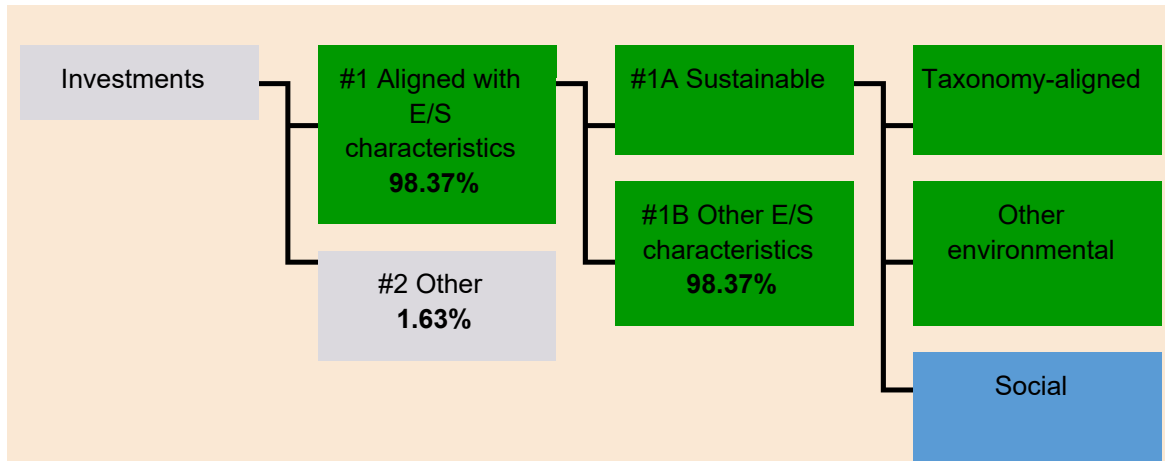 Investments
#1 Aligned with
E/S
characteristics
98.37%
#2 Other
1.63%
#1A Sustainable
#1B Other E/S
characteristics
98.37%
Taxonomy-aligned
Other
environmental
Social